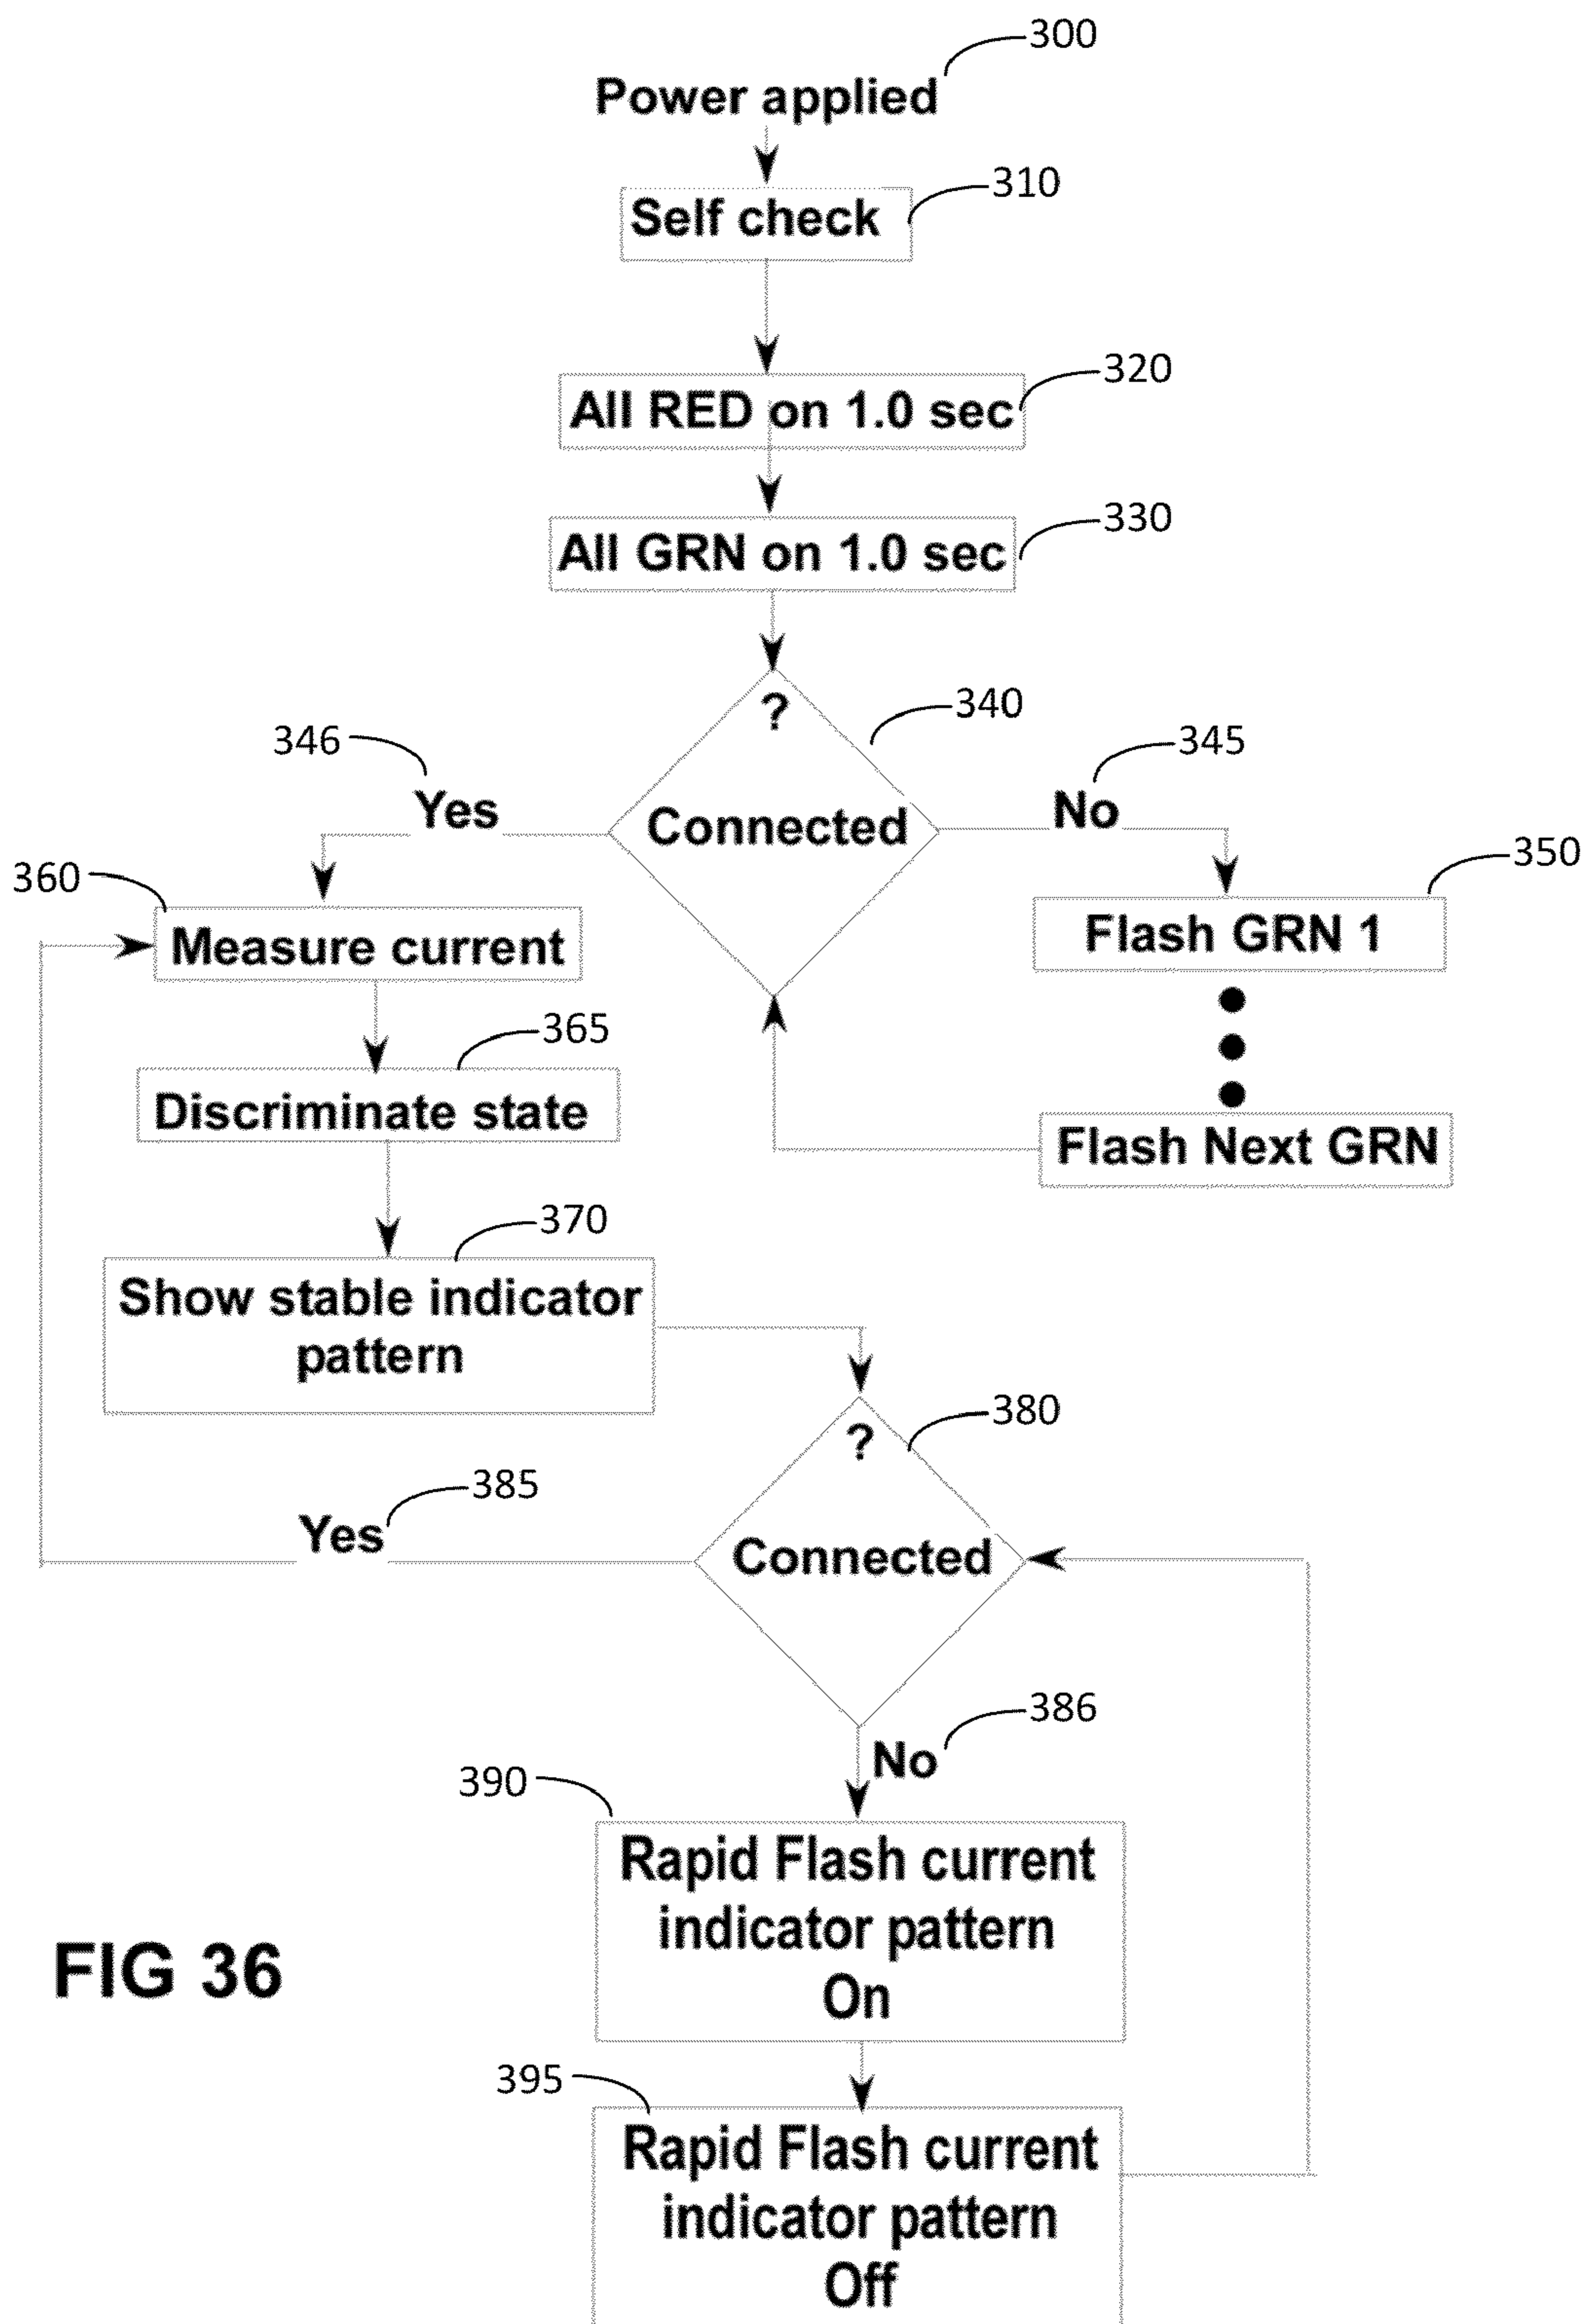 300
Power applied
310
Self check
320
All RED on 1.0 sec
330
All GRN on 1.0 sec
340
?
Connected
346
Yes
345
No
350
Flash GRN 1
Flash Next GRN
360
Measure current
365
Discriminate state
370
Show stable indicator
pattern
380
?
Connected
385
Yes
386
No
390
Rapid Flash current
indicator pattern
On
395
Rapid Flash current
indicator pattern
Off
FIG 36